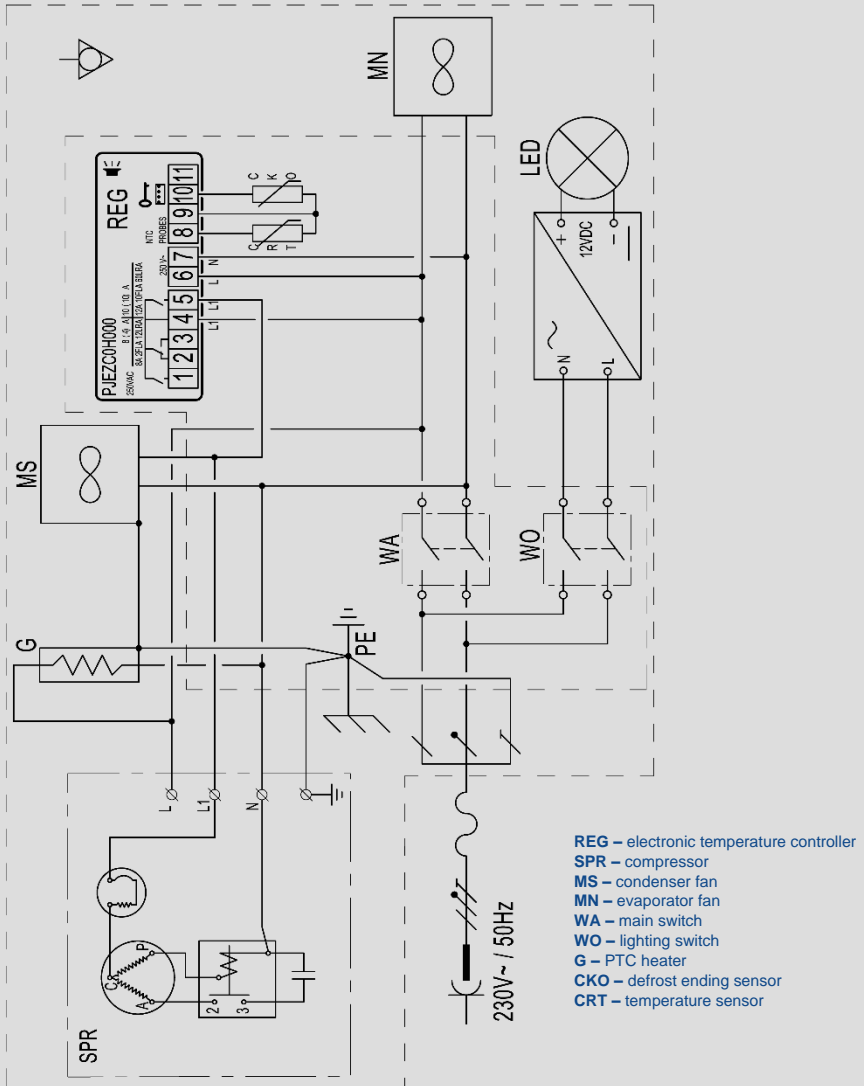 MN
LED
+
-
12VDC
N
L
REG
PJEZC0H000
NTC
PROBES
250 V~
250VAC
8 (4) A
10 (10) A
8A 2FLA 12LRA
12A 10FLA 60LRA
1 2 3 4 5 6 7 8 9 10 11
L1
L1
L
N
C
R
T
C
K
O
MS
G
WA
WO
PE
L
L1
N
C
A
P
2
3
SPR
230V~ / 50Hz
REG – electronic temperature controller
SPR – compressor
MS – condenser fan
MN – evaporator fan
WA – main switch
WO – lighting switch
G – PTC heater
CKO – defrost ending sensor
CRT – temperature sensor